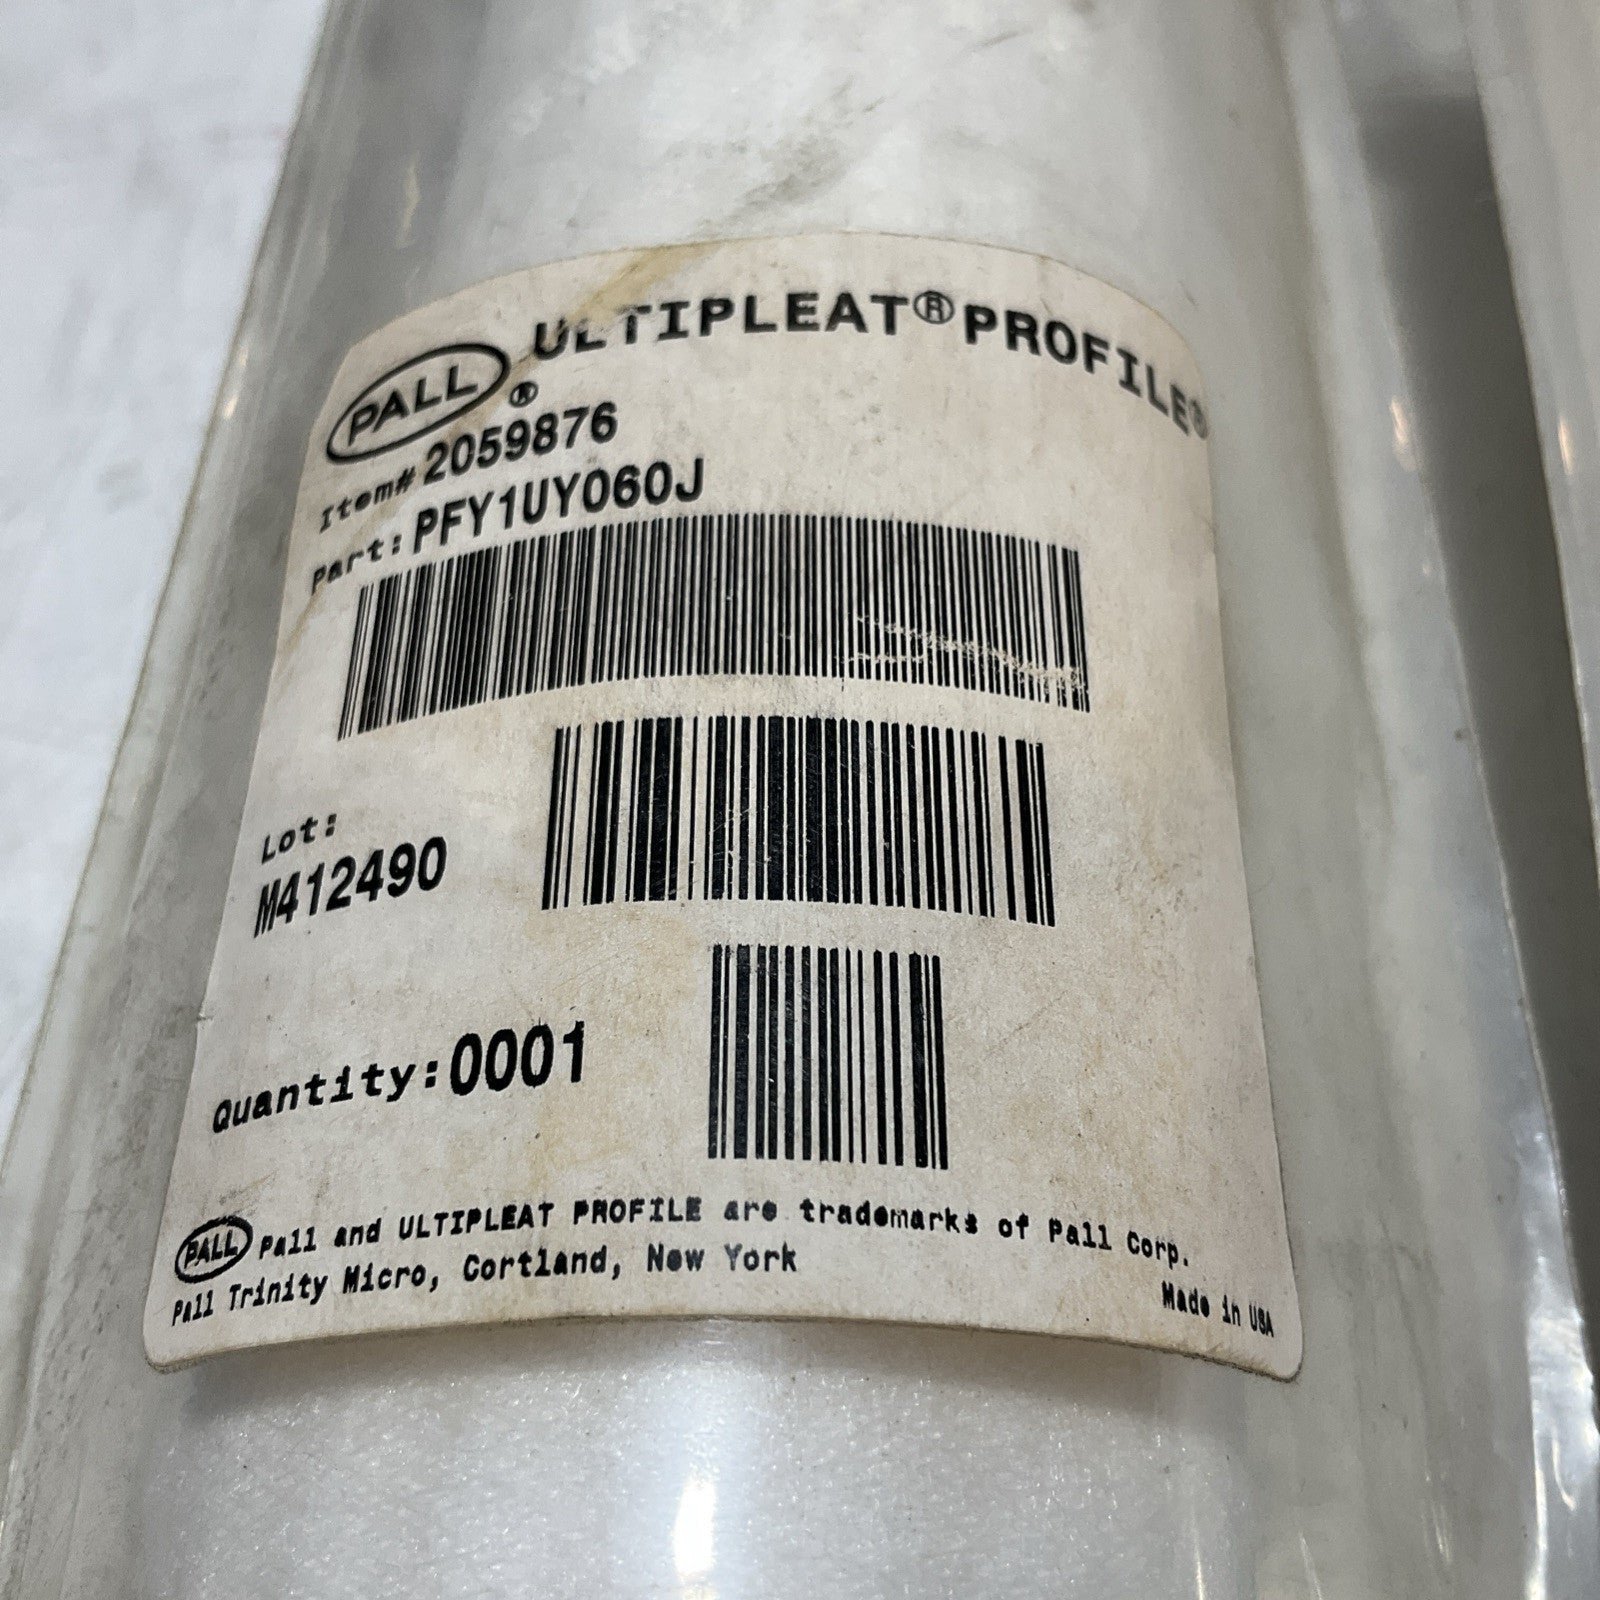 PALL® ULTIPLEAT® PROFILE®
Item# 2059876
Part: PFY1UY060J
Lot:
M412490
Quantity: 0001
PALL Pall and ULTIPLEAT PROFILE are trademarks of Pall Corp.
Pall Trinity Micro, Cortland, New York
Made in USA